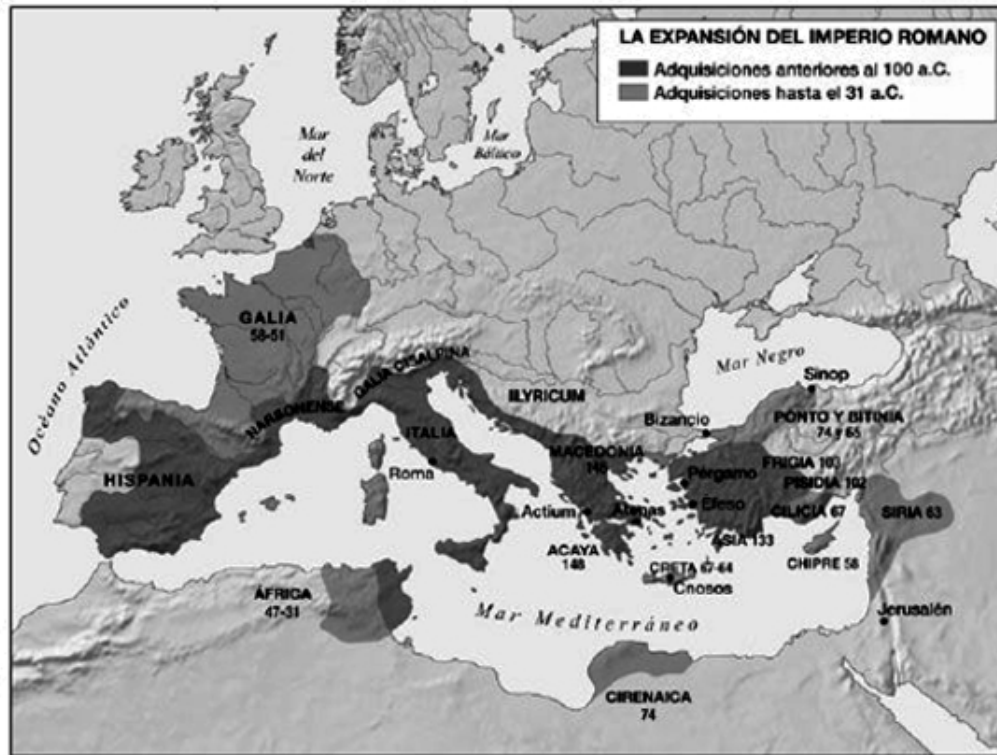 LA EXPANSIÓN DEL IMPERIO ROMANO
Adquisiciones anteriores al 100 a.C.
Adquisiciones hasta el 31 a.C.
Mar
del
Norte
Mar
Báltico
Océano Atlántico
GALIA
58-51
GALIA CISALPINA
NARBONENSE
ILLYRICUM
Mar Negro
Sinop
Bizancio
PONTO Y BITINIA
74 y 65
HISPANIA
ITALIA
Roma
MACEDONIA
148
Pérgamo
FRIGIA 103
PISIDIA 102
Éfeso
CILICIA 67
SIRIA 63
Actium
Atenas
ASIA 133
ACAYA
148
CRETA 67-64
Cnosos
CHIPRE 58
ÁFRICA
47-31
Mar Mediterráneo
Jerusalén
CIRENAICA
74